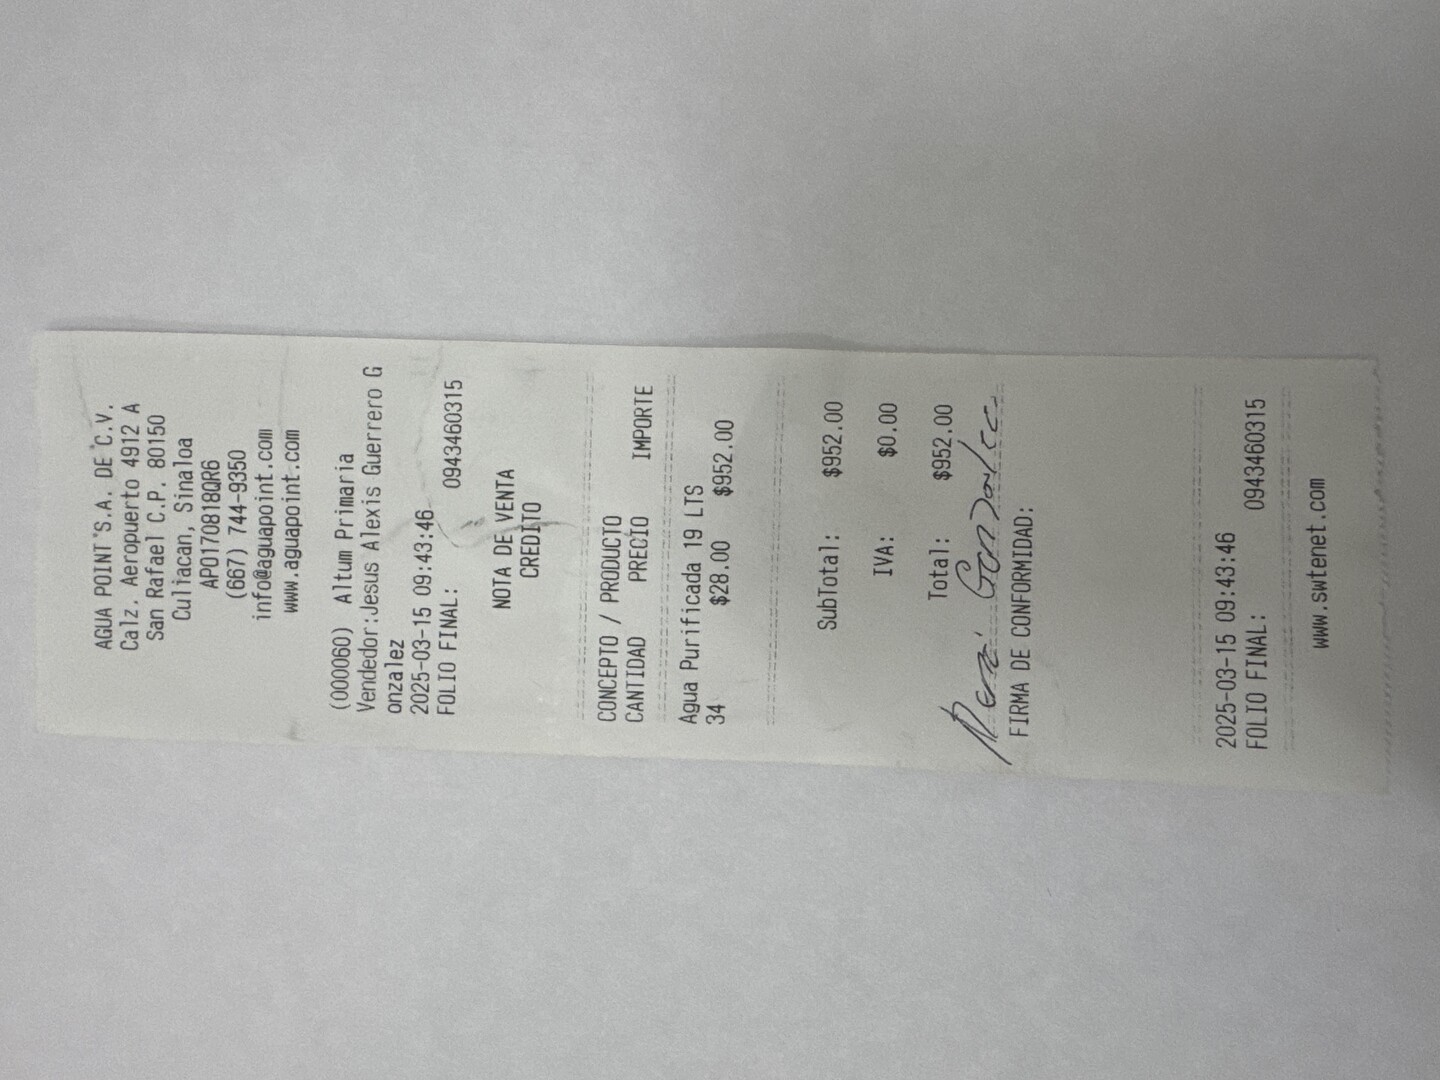 AGUA POINT S.A. DE C.V.
Calz. Aeropuerto 4912 A
San Rafael C.P. 80150
Culiacan, Sinaloa
APO170818QR6
(667) 744-9350
info@aguapoint.com
www.aguapoint.com
(000060) Altum Primaria
Vendedor:Jesus Alexis Guerrero G
onzalez
2025-03-15 09:43:46
FOLIO FINAL: 0943460315
NOTA DE VENTA
CREDITO
CONCEPTO / PRODUCTO
CANTIDAD PRECIO IMPORTE
Agua Purificada 19 LTS
34 $28.00 $952.00
SubTotal: $952.00
IVA: $0.00
Total: $952.00
Gonzalez
FIRMA DE CONFORMIDAD:
2025-03-15 09:43:46
FOLIO FINAL: 0943460315
www.swtenet.com